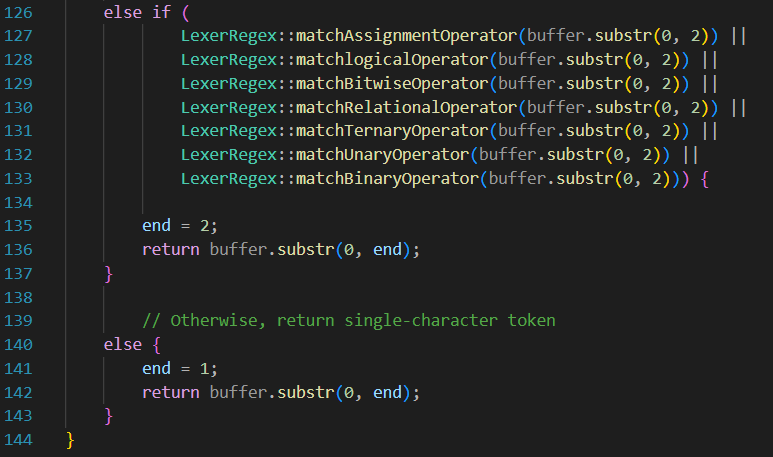 126 else if (
127 LexerRegex::matchAssignmentOperator(buffer.substr(0, 2)) ||
128 LexerRegex::matchlogicalOperator(buffer.substr(0, 2)) ||
129 LexerRegex::matchBitwiseOperator(buffer.substr(0, 2)) ||
130 LexerRegex::matchRelationalOperator(buffer.substr(0, 2)) ||
131 LexerRegex::matchTernaryOperator(buffer.substr(0, 2)) ||
132 LexerRegex::matchUnaryOperator(buffer.substr(0, 2)) ||
133 LexerRegex::matchBinaryOperator(buffer.substr(0, 2))) {
134
135 end = 2;
136 return buffer.substr(0, end);
137 }
138
139 // Otherwise, return single-character token
140 else {
141 end = 1;
142 return buffer.substr(0, end);
143 }
144 }